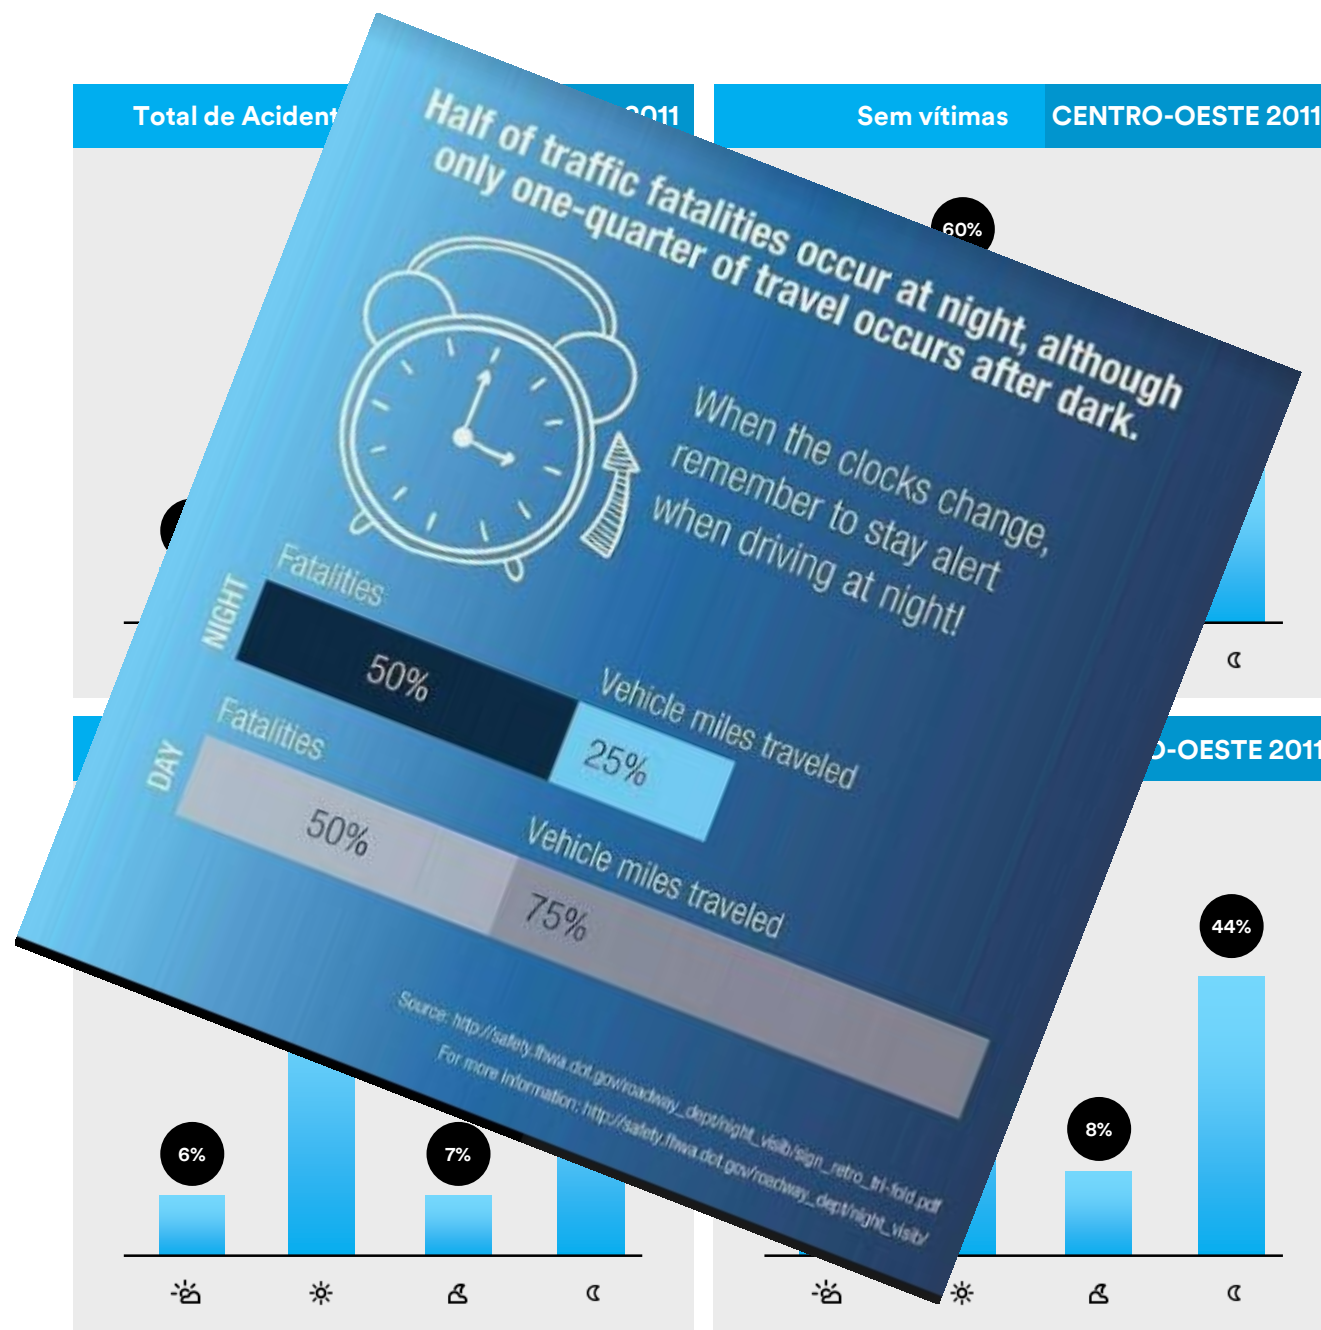 Total de Acident
2011
Sem vítimas
CENTRO-OESTE 2011
60%
Half of traffic fatalities occur at night, although
only one-quarter of travel occurs after dark.
When the clocks change,
remember to stay alert
when driving at night!
NIGHT
Fatalities
50%
Vehicle miles traveled
25%
DAY
Fatalities
50%
Vehicle miles traveled
75%
Source: http://safety.fhwa.dot.gov/roadway_dept/night_visib/sign_retro_tri-fold.pdf
For more information: http://safety.fhwa.dot.gov/roadway_dept/night_visib/
O-OESTE 2011
6%
7%
8%
44%